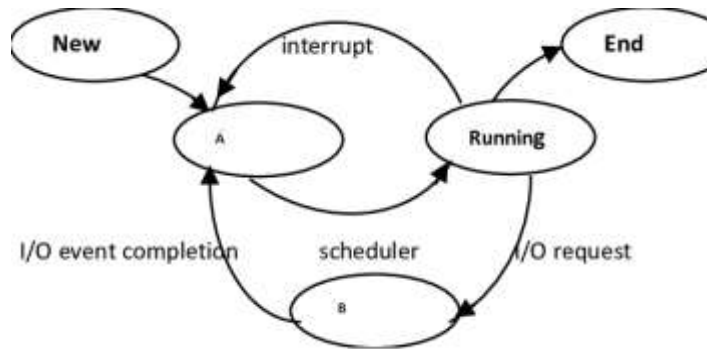 New
interrupt
End
A
Running
I/O event completion
scheduler
I/O request
B